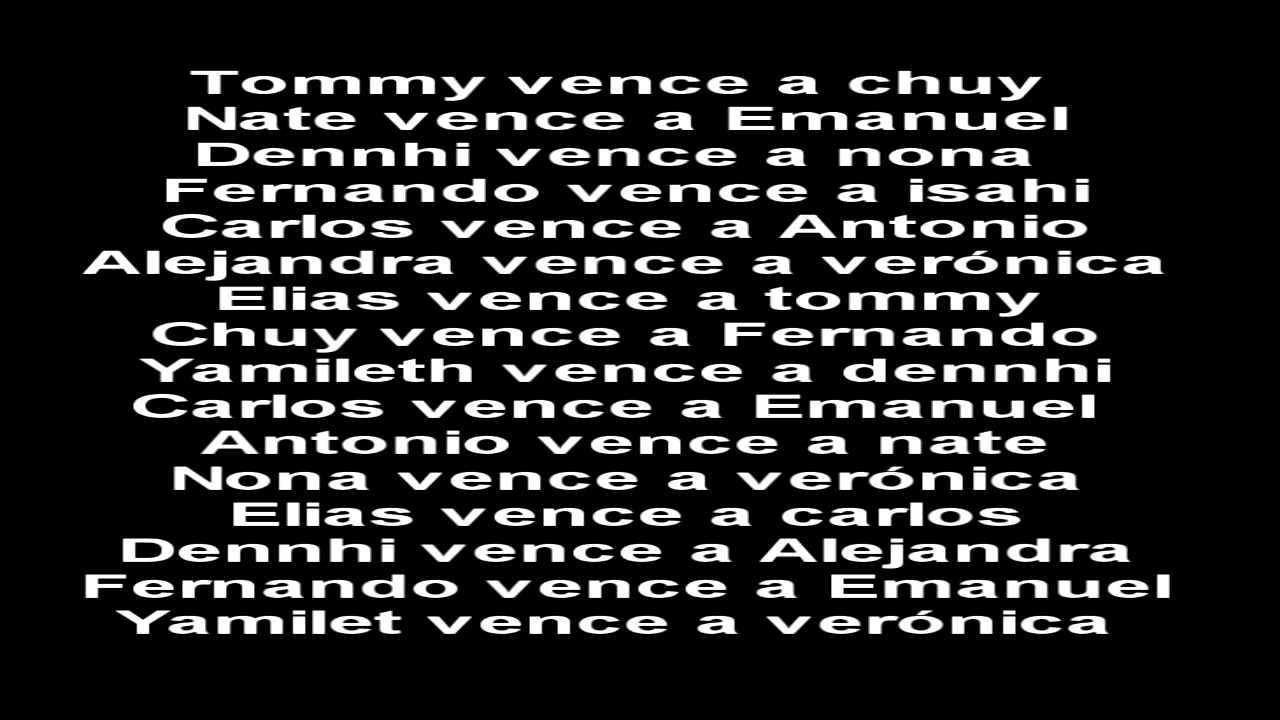 Tommy vence a chuy
Nate vence a Emanuel
Dennhi vence a nona
Fernando vence a isahi
Carlos vence a Antonio
Alejandra vence a verónica
Elias vence a tommy
Chuy vence a Fernando
Yamileth vence a dennhi
Carlos vence a Emanuel
Antonio vence a nate
Nona vence a verónica
Elias vence a carlos
Dennhi vence a Alejandra
Fernando vence a Emanuel
Yamilet vence a verónica